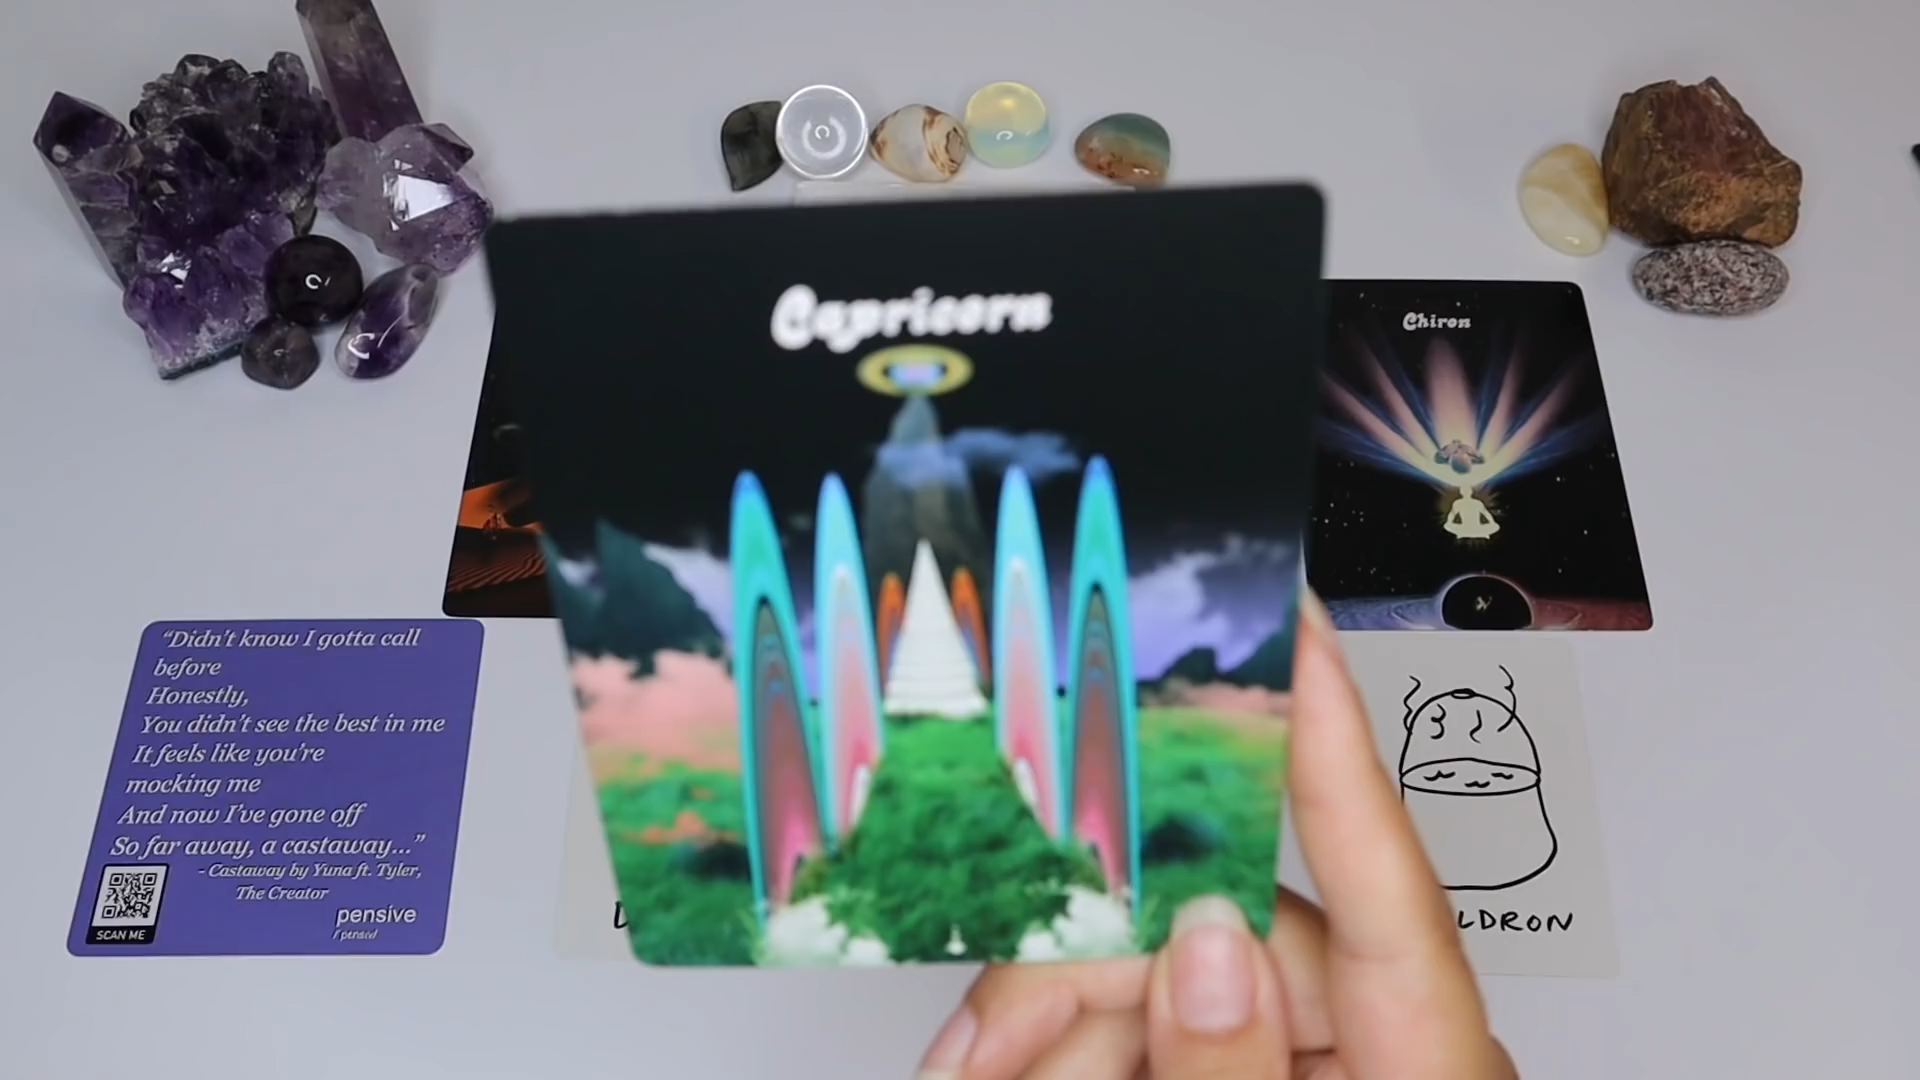 Capricorn
Chiron
“Didn’t know I gotta call
before
Honestly,
You didn’t see the best in me
It feels like you’re
mocking me
And now I’ve gone off
So far away, a castaway...”
- Castaway by Yuna ft. Tyler,
The Creator
pensive
SCAN ME
LDRON